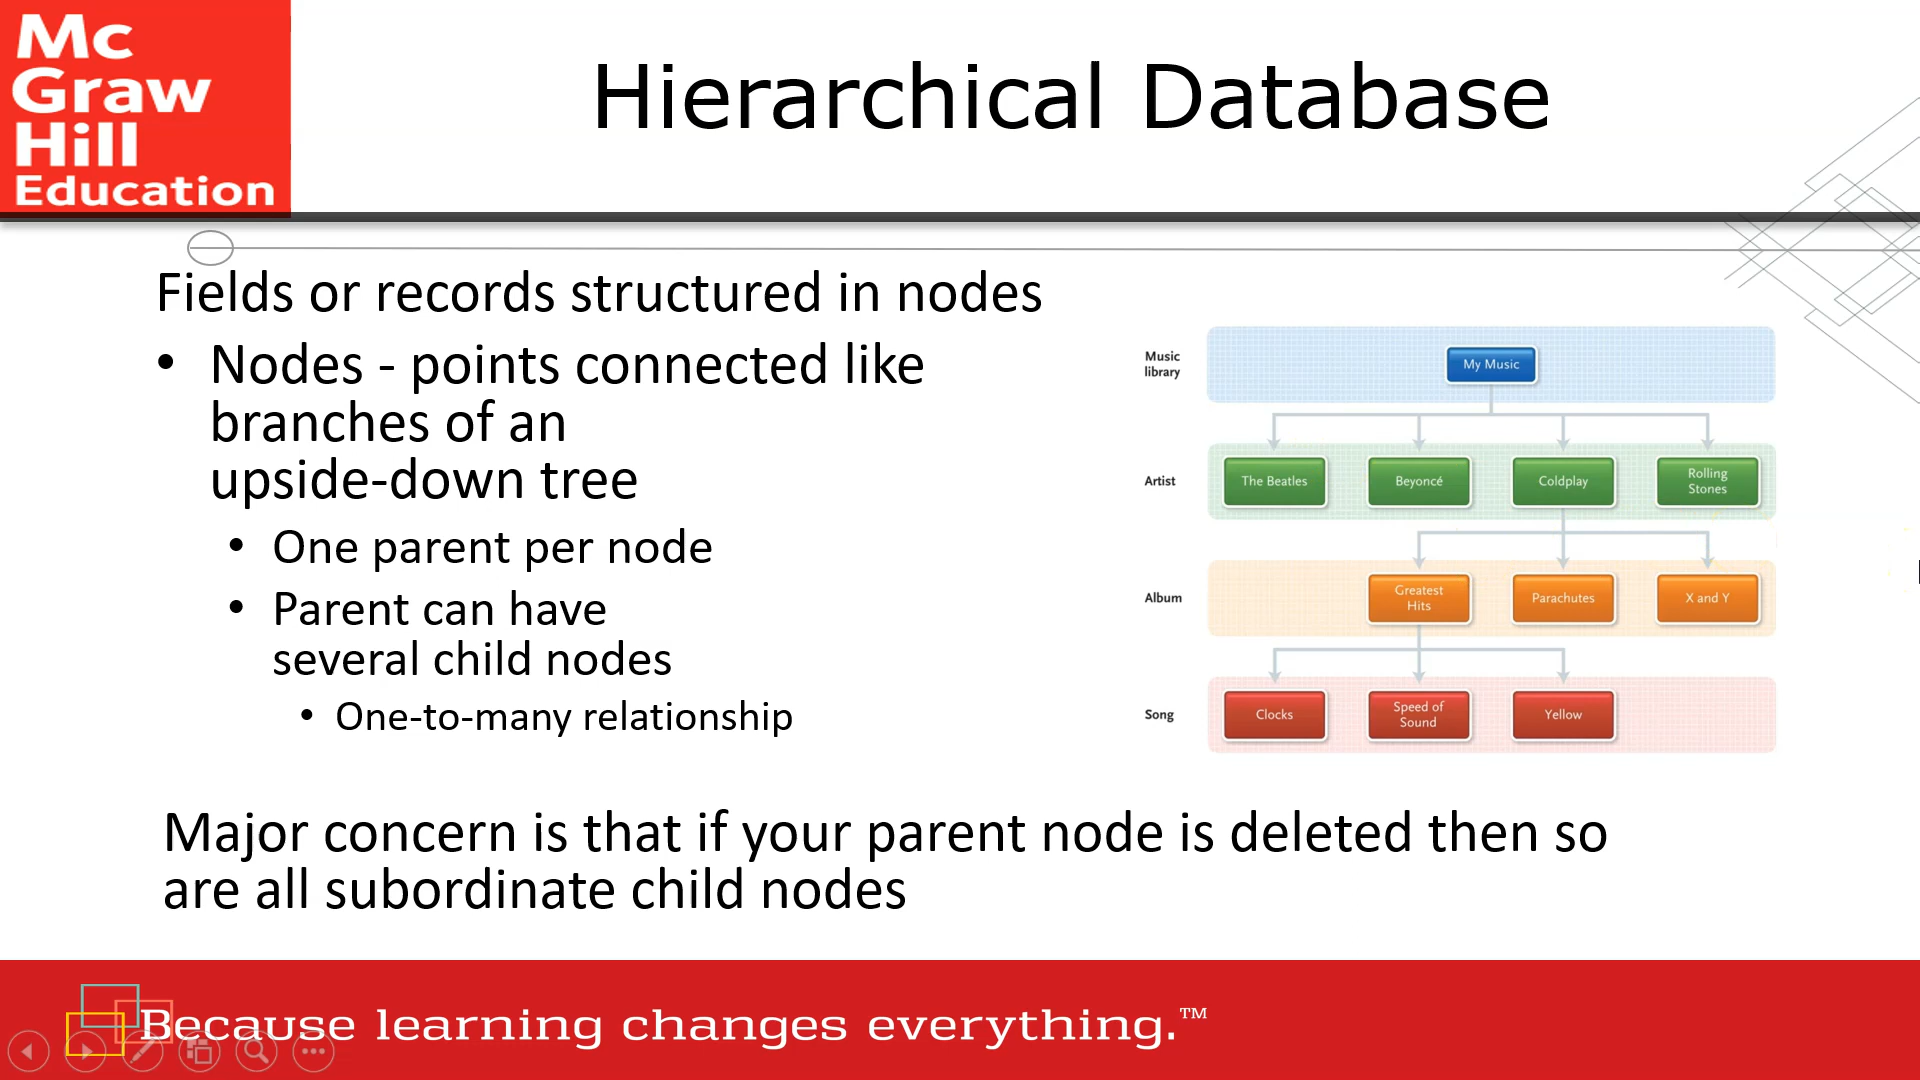 Mc
Graw
Hill
Education
Hierarchical Database
Fields or records structured in nodes
• Nodes - points connected like
branches of an
upside-down tree
• One parent per node
• Parent can have
several child nodes
• One-to-many relationship
Music
library
My Music
Artist
The Beatles
Beyoncé
Coldplay
Rolling
Stones
Album
Greatest
Hits
Parachutes
X and Y
Song
Clocks
Speed of
Sound
Yellow
Major concern is that if your parent node is deleted then so
are all subordinate child nodes
Because learning changes everything.™